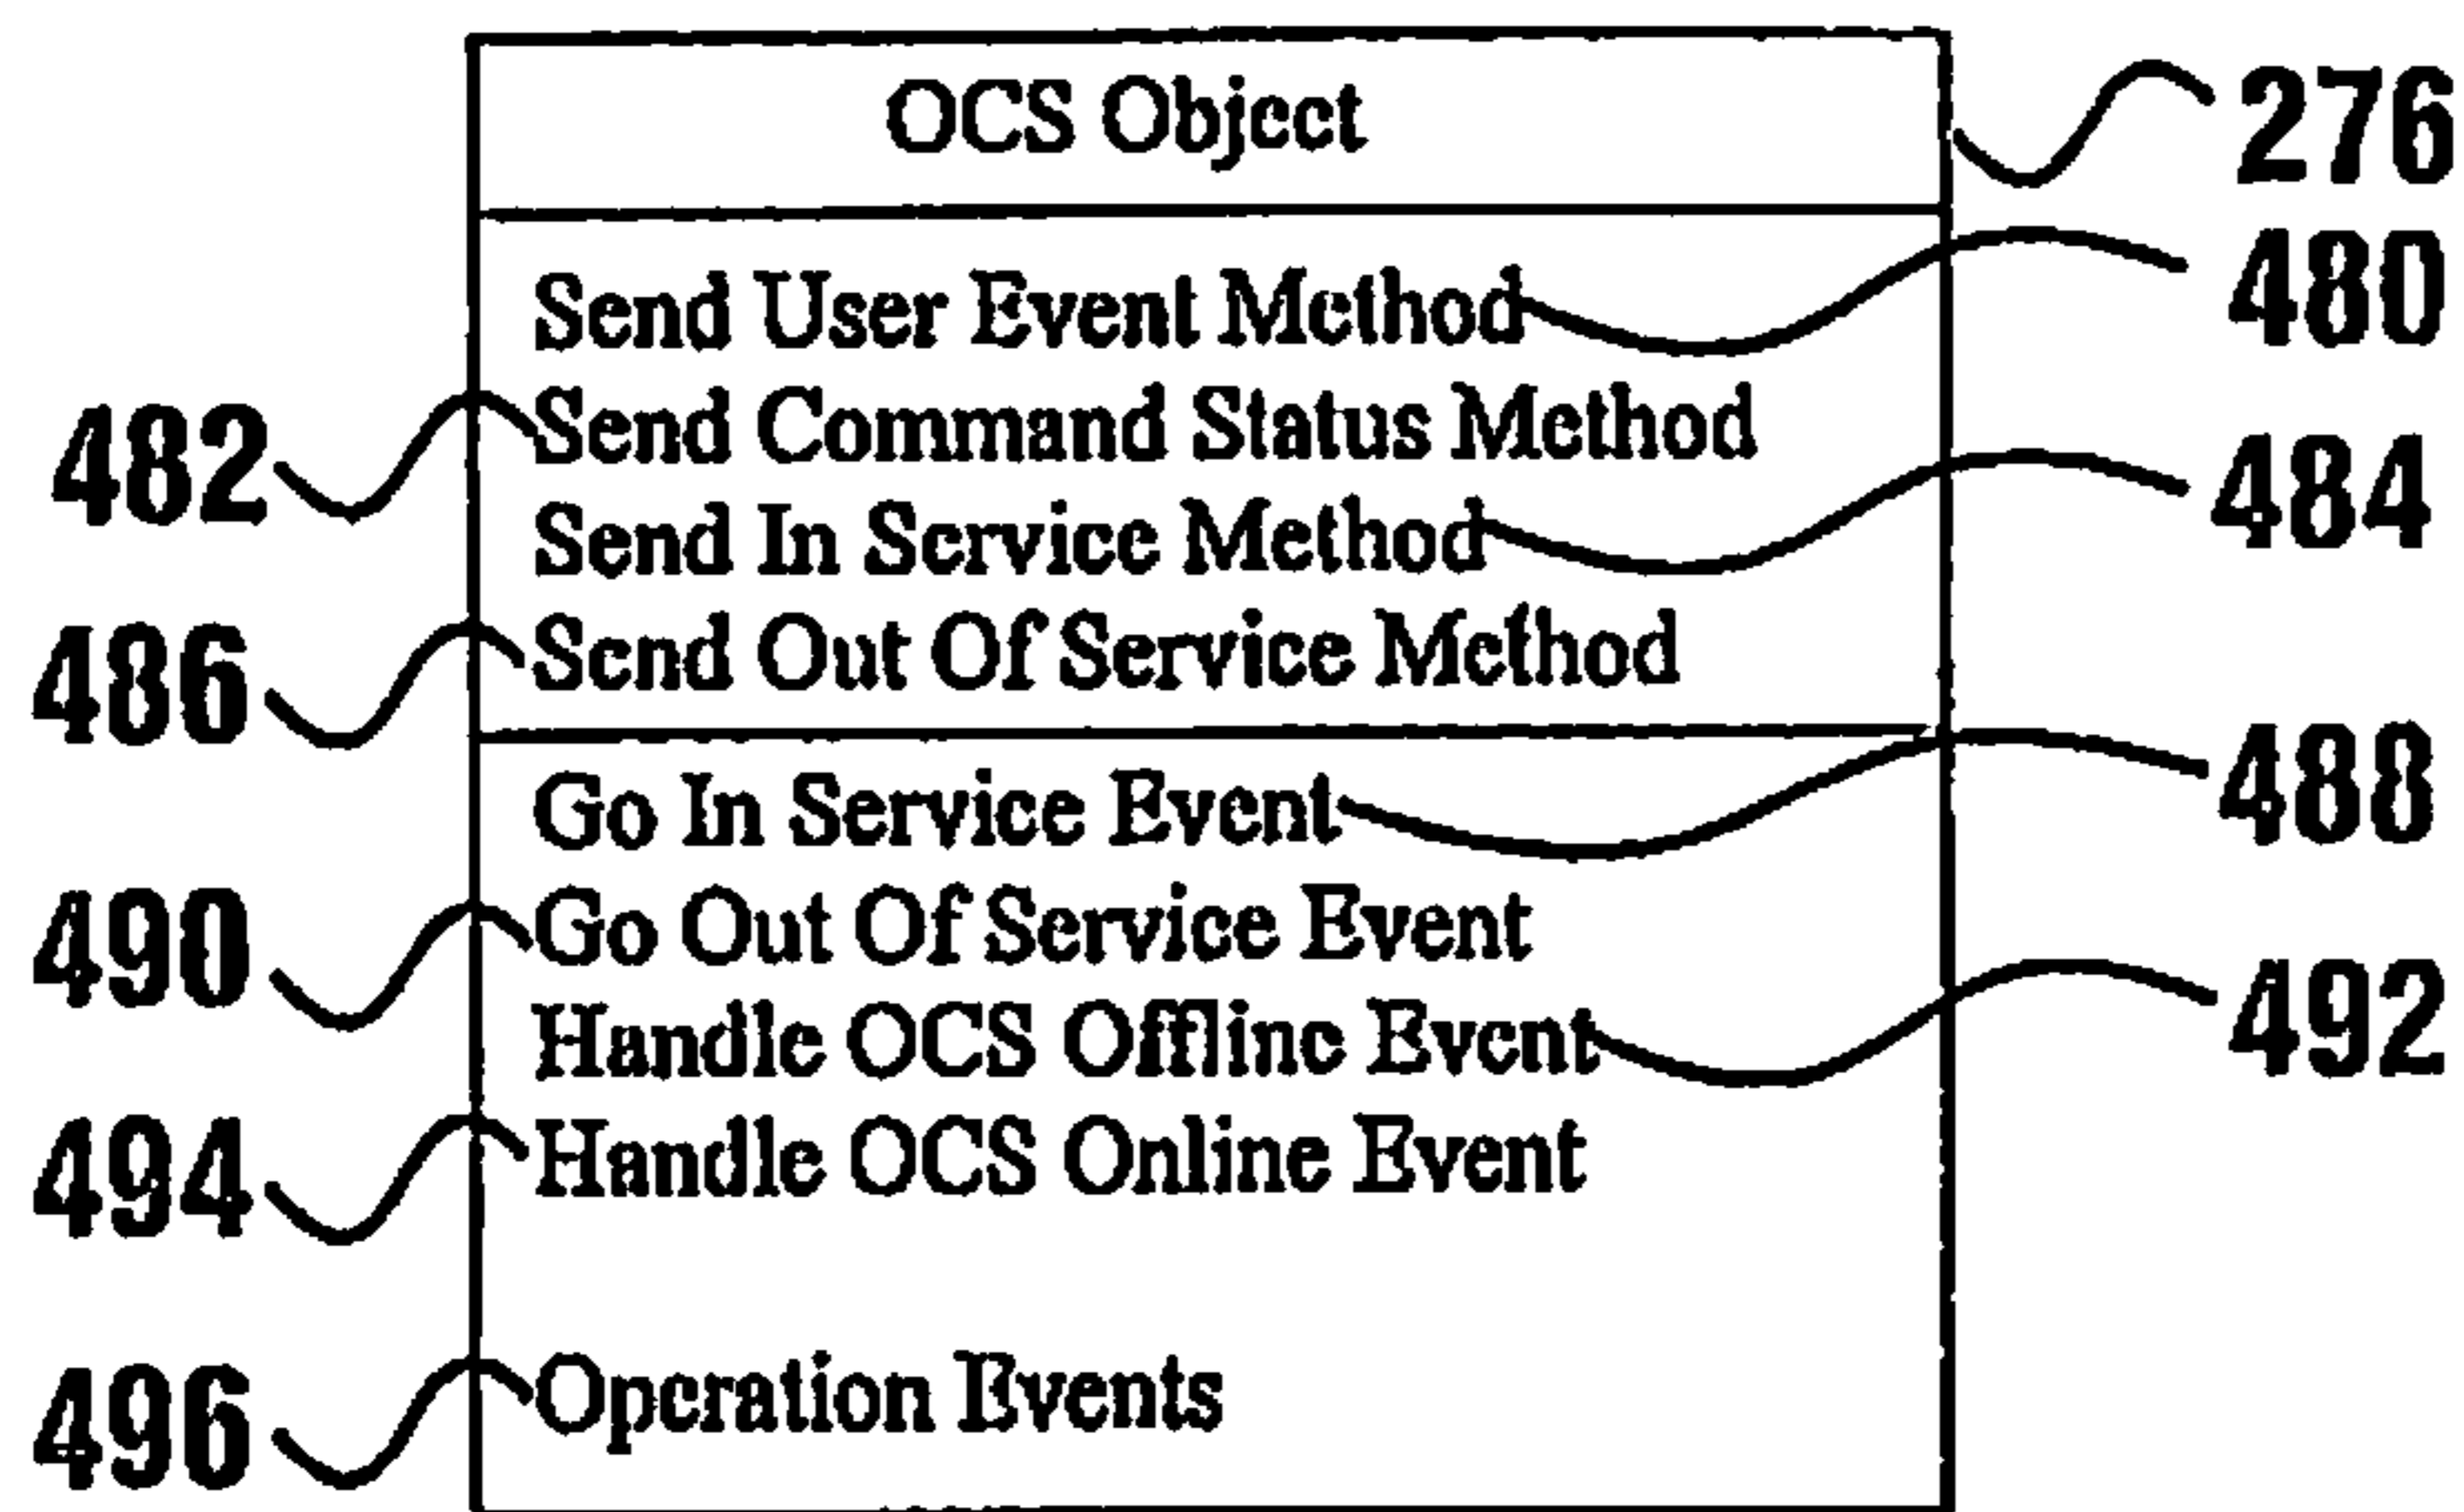 OCS Object 276
Send User Event Method 480
482 Send Command Status Method
Send In Service Method 484
486 Send Out Of Service Method
Go In Service Event 488
490 Go Out Of Service Event
Handle OCS Offline Event 492
494 Handle OCS Online Event
496 Operation Events